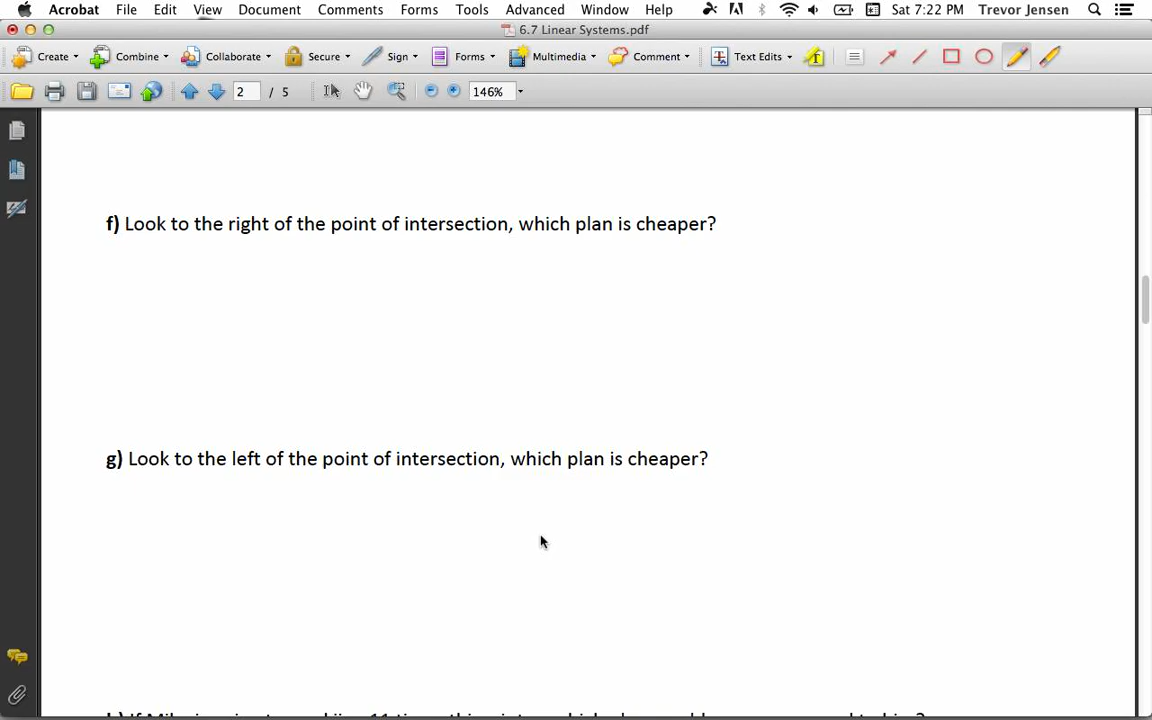 Acrobat File Edit View Document Comments Forms Tools Advanced Window Help Sat 7:22 PM Trevor Jensen
6.7 Linear Systems.pdf
Create Combine Collaborate Secure Sign Forms Multimedia Comment Text Edits
2 / 5 146%
f) Look to the right of the point of intersection, which plan is cheaper?
g) Look to the left of the point of intersection, which plan is cheaper?